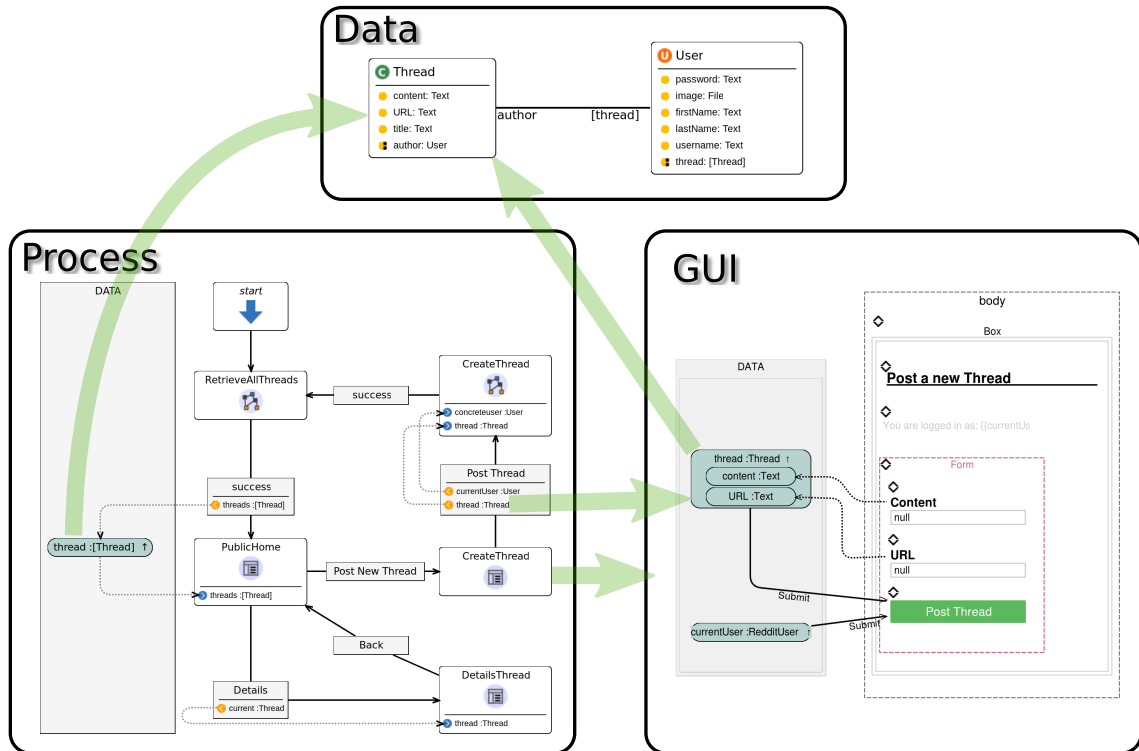 Data
C Thread
content: Text
URL: Text
title: Text
author: User
author
[thread]
U User
password: Text
image: File
firstName: Text
lastName: Text
username: Text
thread: [Thread]
Process
DATA
thread :[Thread] ↑
start
RetrieveAllThreads
success
threads :[Thread]
PublicHome
threads :[Thread]
Details
current :Thread
success
Post New Thread
Back
CreateThread
concreteuser :User
thread :Thread
Post Thread
currentUser :User
thread :Thread
CreateThread
DetailsThread
thread :Thread
GUI
DATA
thread :Thread ↑
content :Text
URL :Text
currentUser :RedditUser ↑
Submit
Submit
body
Box
Post a new Thread
You are logged in as: {{currentUs
Form
Content
null
URL
null
Post Thread